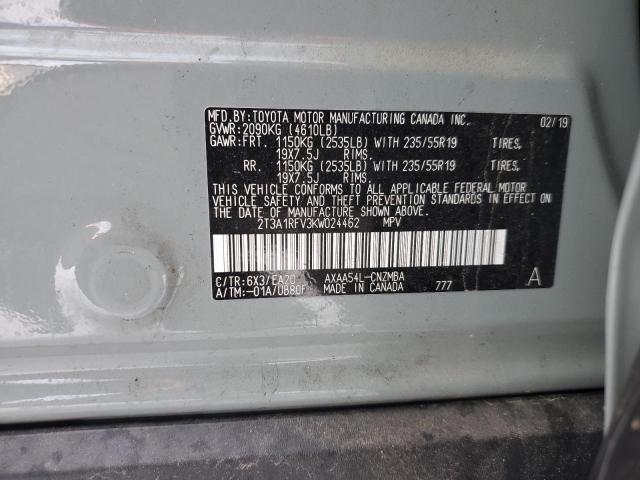 MFD.BY:TOYOTA MOTOR MANUFACTURING CANADA INC. 02/19
GVWR:2090KG (4610LB)
GAWR:FRT. 1150KG (2535LB) WITH 235/55R19 TIRES,
19X7.5J RIMS.
RR. 1150KG (2535LB) WITH 235/55R19 TIRES,
19X7.5J RIMS.
THIS VEHICLE CONFORMS TO ALL APPLICABLE FEDERAL MOTOR
VEHICLE SAFETY AND THEFT PREVENTION STANDARDS IN EFFECT ON THE DATE
OF MANUFACTURE SHOWN ABOVE.
2T3A1RFV3KW024462 MPV
C/TR:6X3/EA20 AXAA54L-CNZMBA A
A/TM:-01A/UB80F MADE IN CANADA 777